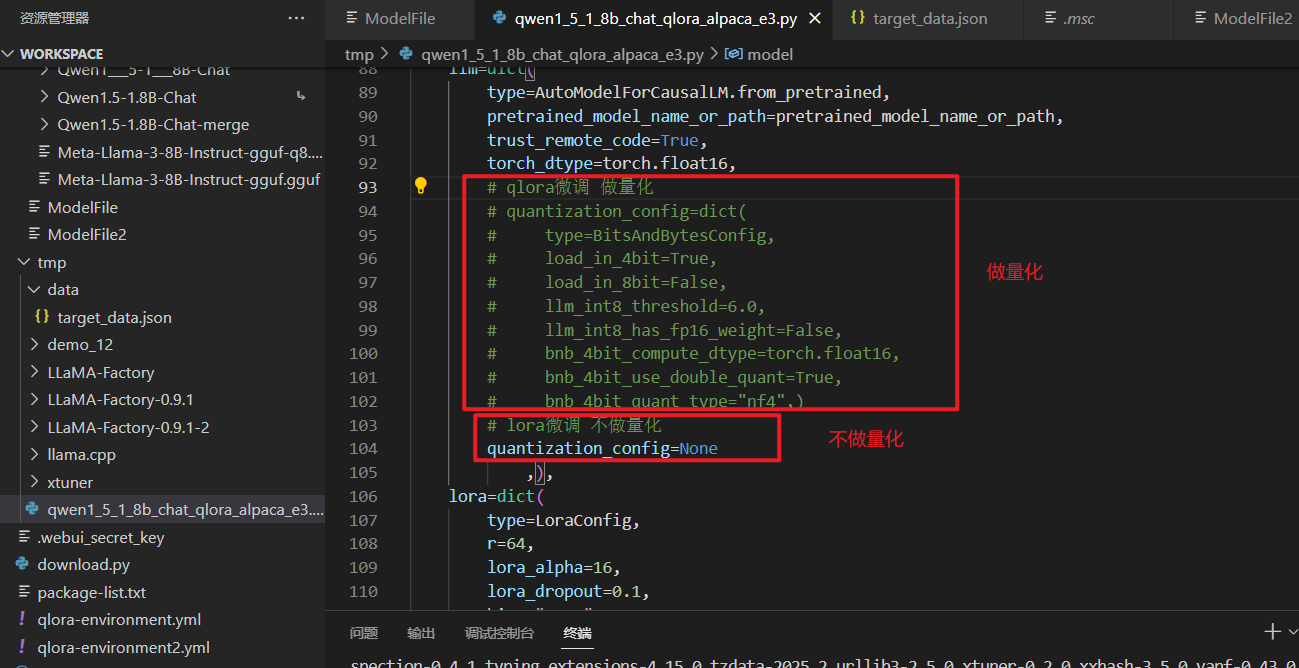 资源管理器
ModelFile
qwen1_5_1_8b_chat_qlora_alpaca_e3.py
{} target_data.json
.msc
ModelFile2
WORKSPACE
tmp > qwen1_5_1_8b_chat_qlora_alpaca_e3.py > model
Qwen1___5-1___8B-Chat
Qwen1.5-1.8B-Chat
Qwen1.5-1.8B-Chat-merge
Meta-Llama-3-8B-Instruct-gguf-q8....
Meta-Llama-3-8B-Instruct-gguf.gguf
ModelFile
ModelFile2
tmp
data
{} target_data.json
demo_12
LLaMA-Factory
LLaMA-Factory-0.9.1
LLaMA-Factory-0.9.1-2
llama.cpp
xtuner
qwen1_5_1_8b_chat_qlora_alpaca_e3....
.webui_secret_key
download.py
package-list.txt
! qlora-environment.yml
! qlora-environment2.yml
88 llm=dict(
89 type=AutoModelForCausalLM.from_pretrained,
90 pretrained_model_name_or_path=pretrained_model_name_or_path,
91 trust_remote_code=True,
92 torch_dtype=torch.float16,
93 # qlora微调 做量化
94 # quantization_config=dict(
95 # type=BitsAndBytesConfig,
96 # load_in_4bit=True,
97 # load_in_8bit=False,
98 # llm_int8_threshold=6.0,
99 # llm_int8_has_fp16_weight=False,
100 # bnb_4bit_compute_dtype=torch.float16,
101 # bnb_4bit_use_double_quant=True,
102 # bnb_4bit_quant_type="nf4",)
103 # lora微调 不做量化
104 quantization_config=None
105 ,),
106 lora=dict(
107 type=LoraConfig,
108 r=64,
109 lora_alpha=16,
110 lora_dropout=0.1,
做量化
不做量化
问题 输出 调试控制台 终端
spection-0.4.1 typing_extensions-4.15.0 tzdata-2025.2 urllib3-2.5.0 xtuner-0.2.0 xxhash-3.5.0 yapf-0.43.0